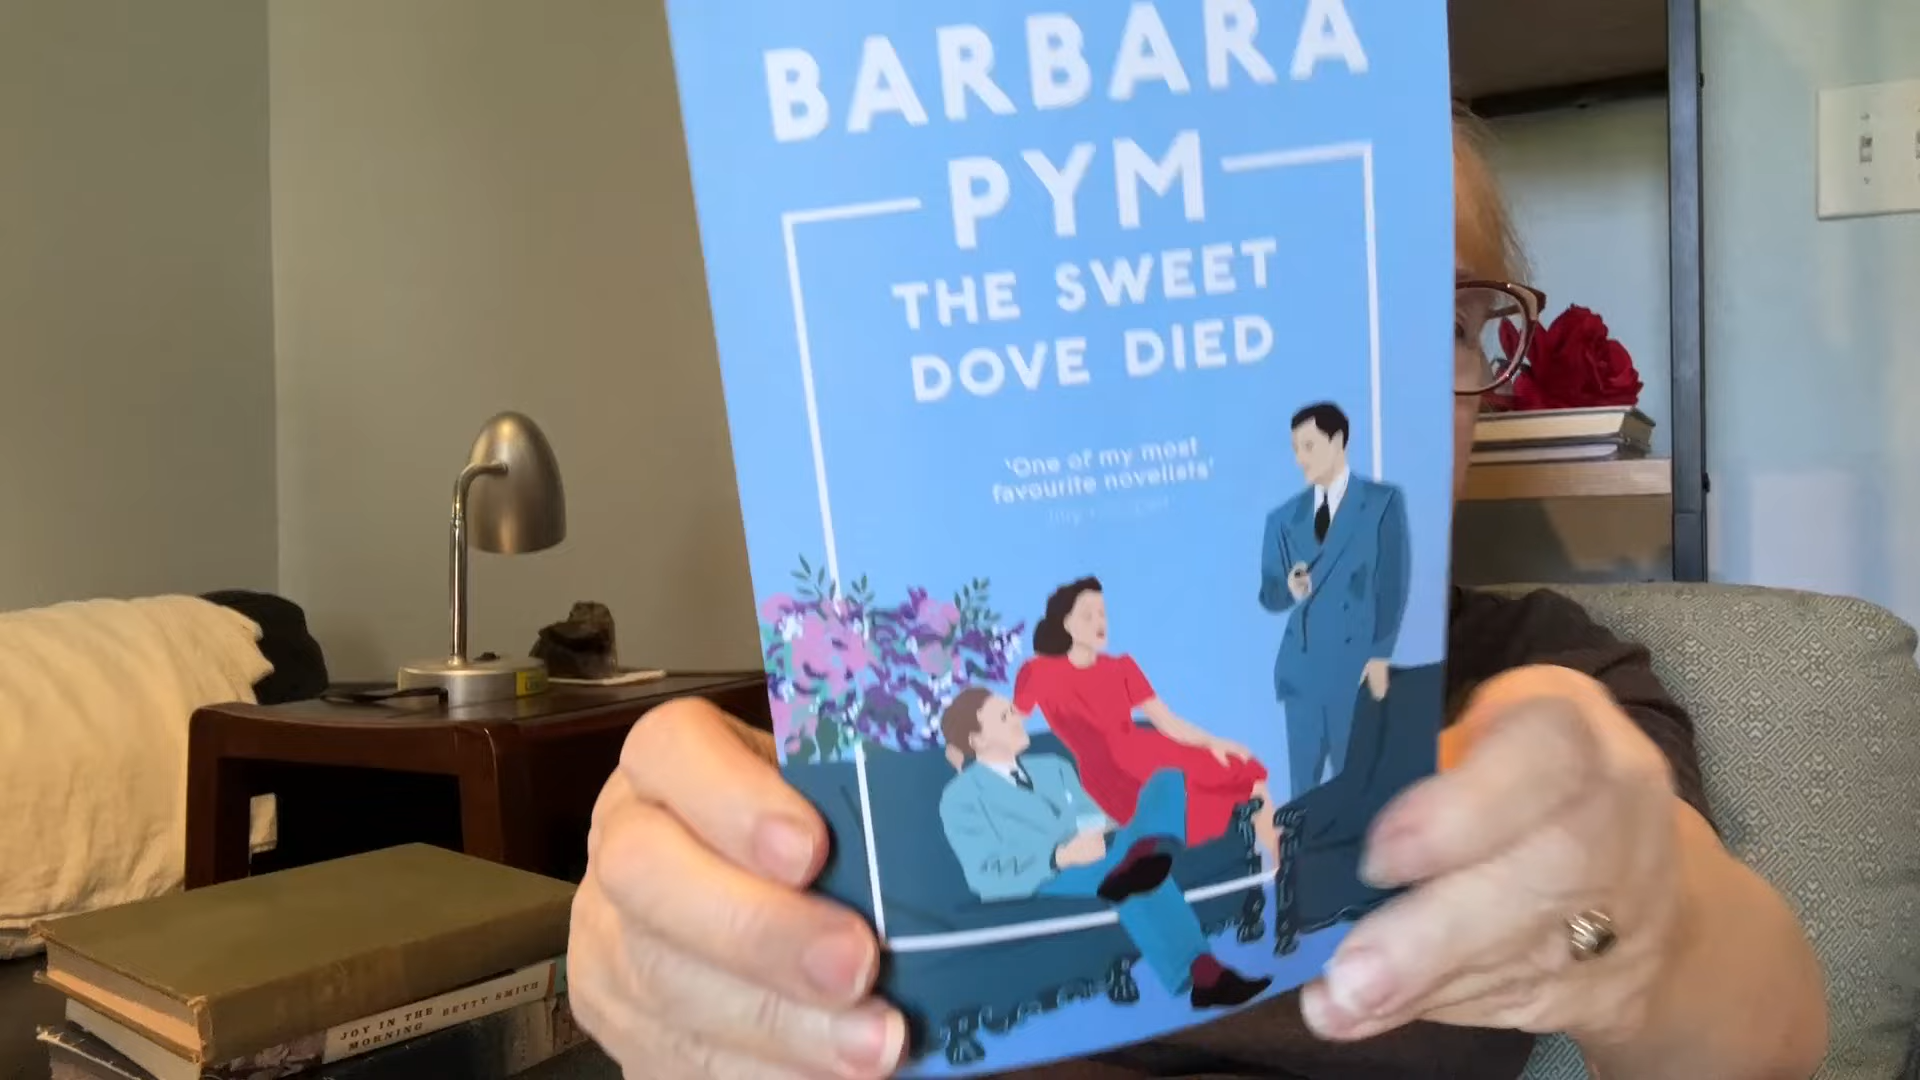 BARBARA
PYM
THE SWEET
DOVE DIED
'One of my most
favourite novelists'
JOY IN THE
MORNING
BETTY SMITH